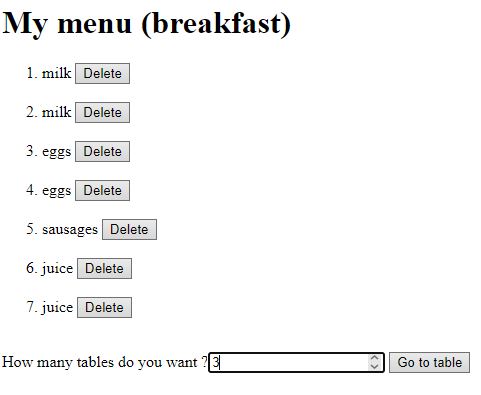 My menu (breakfast)
1. milk Delete
2. milk Delete
3. eggs Delete
4. eggs Delete
5. sausages Delete
6. juice Delete
7. juice Delete
How many tables do you want ?3 Go to table